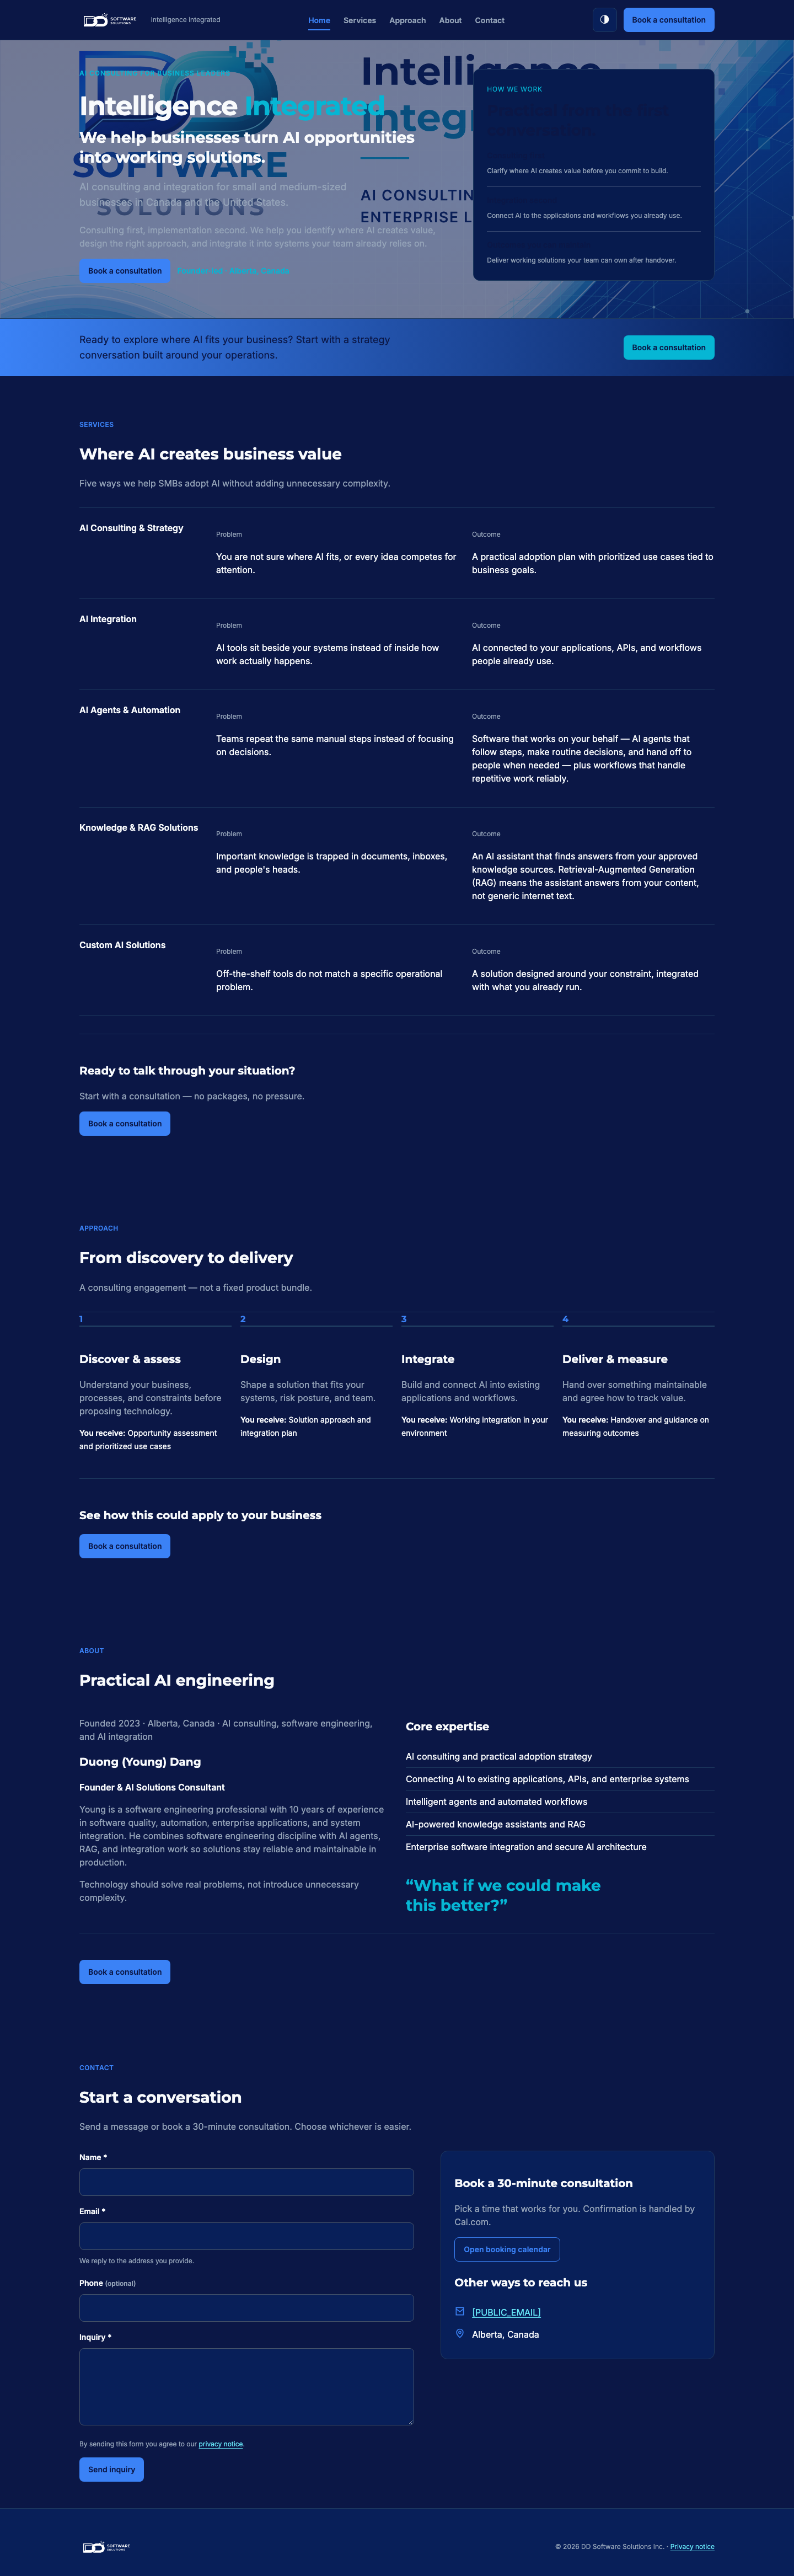 DD SOFTWARE
SOLUTIONS
Intelligence Integrated
Home
Services
Approach
About
Contact
Book a consultation
Intelligence
SOFTWARE
SOLUTIONS
AI CONSULTING
ENTERPRISE
Intelligence Integrated
We help businesses turn AI opportunities
into working solutions.
AI consulting and integration for small and medium-sized
businesses in Canada and the United States.
Consulting first, implementation second. We help you identify where AI creates value,
design the right approach, and integrate it into systems your team already relies on.
Book a consultation
HOW WE WORK
Clarify where AI creates value before you commit to build.
Connect AI to the applications and workflows you already use.
Deliver working solutions your team can own after handover.
Ready to explore where AI fits your business? Start with a strategy
conversation built around your operations.
Book a consultation
SERVICES
Where AI creates business value
Five ways we help SMBs adopt AI without adding unnecessary complexity.
AI Consulting & Strategy
Problem
You are not sure where AI fits, or every idea competes for
attention.
Outcome
A practical adoption plan with prioritized use cases tied to
business goals.
AI Integration
Problem
AI tools sit beside your systems instead of inside how
work actually happens.
Outcome
AI connected to your applications, APIs, and workflows
people already use.
AI Agents & Automation
Problem
Teams repeat the same manual steps instead of focusing
on decisions.
Outcome
Software that works on your behalf — AI agents that
follow steps, make routine decisions, and hand off to
people when needed — plus workflows that handle
repetitive work reliably.
Knowledge & RAG Solutions
Problem
Important knowledge is trapped in documents, inboxes,
and people's heads.
Outcome
An AI assistant that finds answers from your approved
knowledge sources. Retrieval-Augmented Generation
(RAG) means the assistant answers from your content,
not generic internet text.
Custom AI Solutions
Problem
Off-the-shelf tools do not match a specific operational
problem.
Outcome
A solution designed around your constraint, integrated
with what you already run.
Ready to talk through your situation?
Start with a consultation — no packages, no pressure.
Book a consultation
APPROACH
From discovery to delivery
A consulting engagement — not a fixed product bundle.
1
Discover & assess
Understand your business,
processes, and constraints before
proposing technology.
You receive: Opportunity assessment
and prioritized use cases
2
Design
Shape a solution that fits your
systems, risk posture, and team.
You receive: Solution approach and
integration plan
3
Integrate
Build and connect AI into existing
applications and workflows.
You receive: Working integration in your
environment
4
Deliver & measure
Hand over something maintainable
and agree how to track value.
You receive: Handover and guidance on
measuring outcomes
See how this could apply to your business
Book a consultation
ABOUT
Practical AI engineering
Founded 2023 · Alberta, Canada · AI consulting, software engineering,
and AI integration
Duong (Young) Dang
Founder & AI Solutions Consultant
Young is a software engineering professional with 10 years of experience
in software quality, automation, enterprise applications, and system
integration. He combines software engineering discipline with AI agents,
RAG, and integration work so solutions stay reliable and maintainable in
production.
Technology should solve real problems, not introduce unnecessary
complexity.
Core expertise
AI consulting and practical adoption strategy
Connecting AI to existing applications, APIs, and enterprise systems
Intelligent agents and automated workflows
AI-powered knowledge assistants and RAG
Enterprise software integration and secure AI architecture
“What if we could make
this better?”
Book a consultation
CONTACT
Start a conversation
Send a message or book a 30-minute consultation. Choose whichever is easier.
Name *
Email *
We reply to the address you provide.
Phone (optional)
Inquiry *
By sending this form you agree to our privacy notice.
Send inquiry
Book a 30-minute consultation
Pick a time that works for you. Confirmation is handled by
Cal.com.
Open booking calendar
Other ways to reach us
[PUBLIC_EMAIL]
Alberta, Canada
DD SOFTWARE
SOLUTIONS
© 2026 DD Software Solutions Inc. · Privacy notice